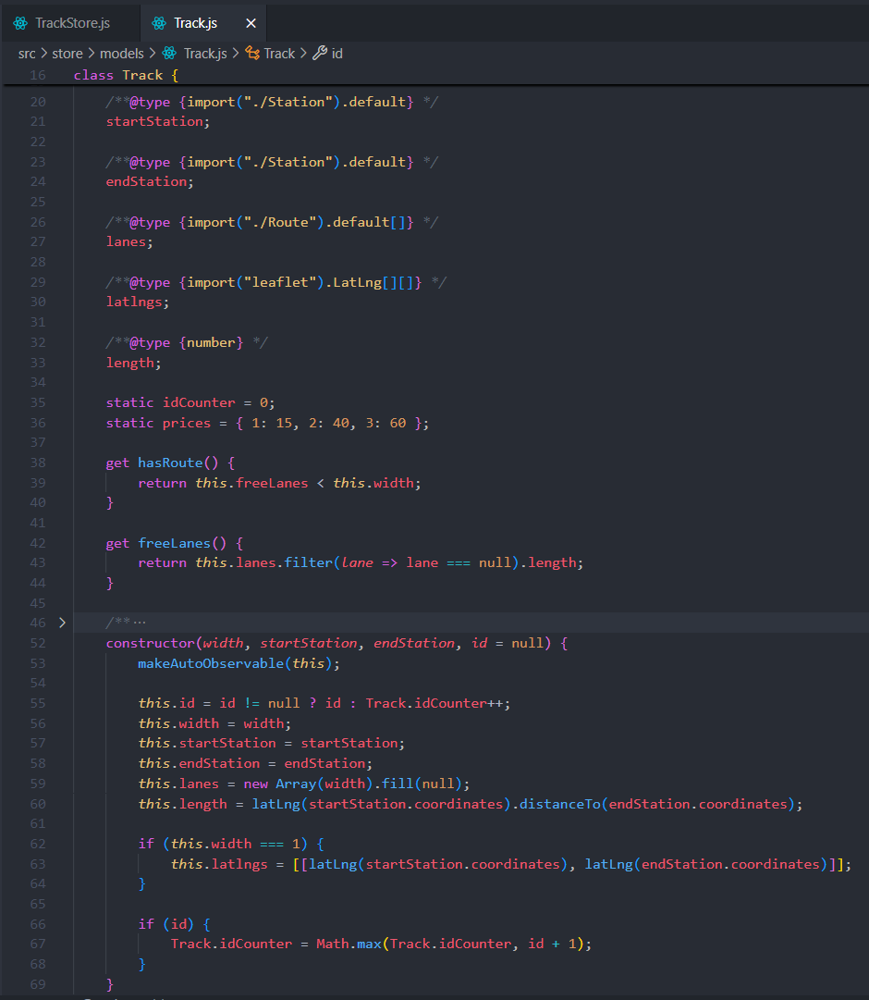 TrackStore.js Track.js ×
src > store > models > Track.js > Track > id
16 class Track {
20 /**@type {import("./Station").default} */
21 startStation;
22
23 /**@type {import("./Station").default} */
24 endStation;
25
26 /**@type {import("./Route").default[]} */
27 lanes;
28
29 /**@type {import("leaflet").LatLng[][]} */
30 latlngs;
31
32 /**@type {number} */
33 length;
34
35 static idCounter = 0;
36 static prices = { 1: 15, 2: 40, 3: 60 };
37
38 get hasRoute() {
39 return this.freeLanes < this.width;
40 }
41
42 get freeLanes() {
43 return this.lanes.filter(lane => lane === null).length;
44 }
45
46 > /** ···
52 constructor(width, startStation, endStation, id = null) {
53 makeAutoObservable(this);
54
55 this.id = id != null ? id : Track.idCounter++;
56 this.width = width;
57 this.startStation = startStation;
58 this.endStation = endStation;
59 this.lanes = new Array(width).fill(null);
60 this.length = latLng(startStation.coordinates).distanceTo(endStation.coordinates);
61
62 if (this.width === 1) {
63 this.latlngs = [[latLng(startStation.coordinates), latLng(endStation.coordinates)]];
64 }
65
66 if (id) {
67 Track.idCounter = Math.max(Track.idCounter, id + 1);
68 }
69 }